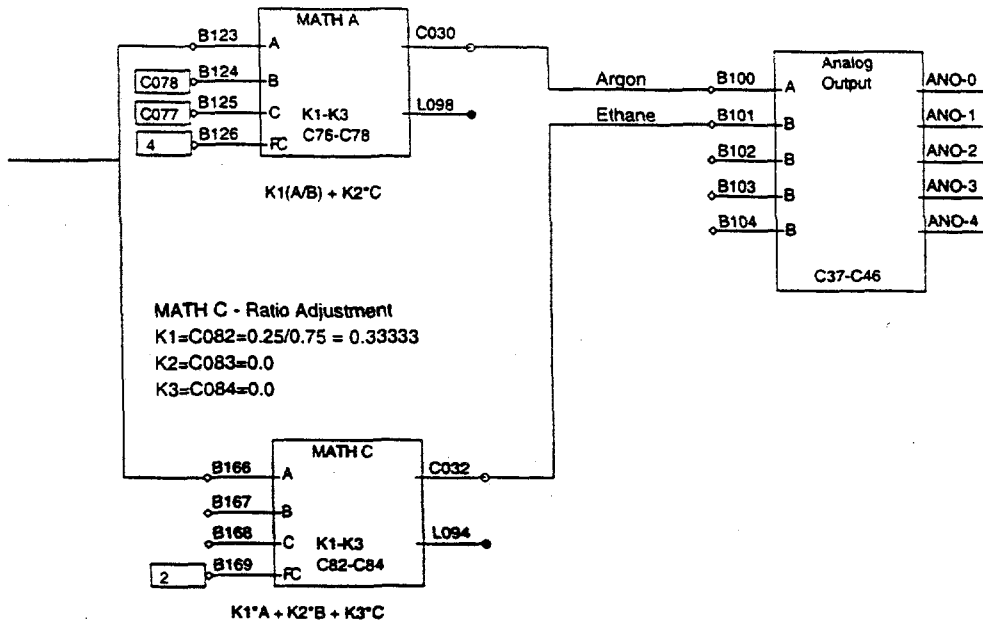 MATH A
B123
A
C030
C078
B124
B
C077
B125
C
K1-K3
L098
4
B126
FC
C76-C78
K1(A/B) + K2*C
Argon
Ethane
Analog
Output
B100
A
ANO-0
B101
B
ANO-1
B102
B
ANO-2
B103
B
ANO-3
B104
B
ANO-4
C37-C46
MATH C - Ratio Adjustment
K1=C082=0.25/0.75 = 0.33333
K2=C083=0.0
K3=C084=0.0
MATH C
B166
A
C032
B167
B
B168
C
K1-K3
L094
2
B169
FC
C82-C84
K1*A + K2*B + K3*C